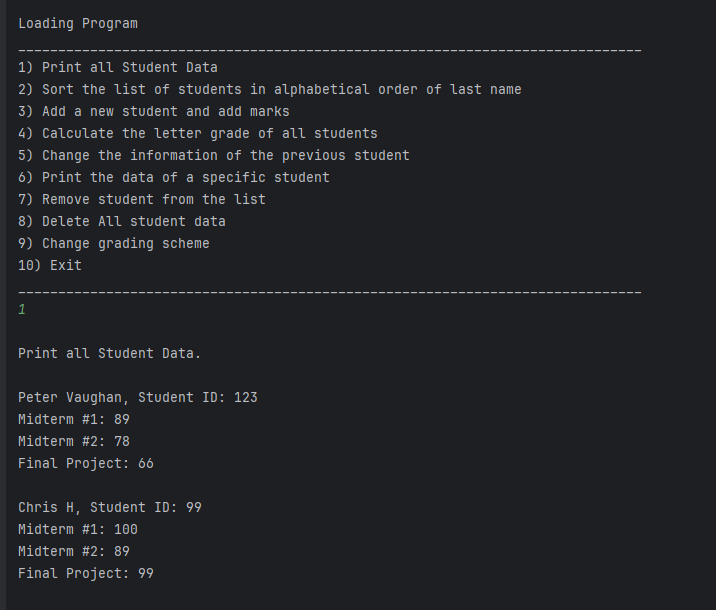 Loading Program
______________________________________________________________________________
1) Print all Student Data
2) Sort the list of students in alphabetical order of last name
3) Add a new student and add marks
4) Calculate the letter grade of all students
5) Change the information of the previous student
6) Print the data of a specific student
7) Remove student from the list
8) Delete All student data
9) Change grading scheme
10) Exit
______________________________________________________________________________
1
Print all Student Data.
Peter Vaughan, Student ID: 123
Midterm #1: 89
Midterm #2: 78
Final Project: 66
Chris H, Student ID: 99
Midterm #1: 100
Midterm #2: 89
Final Project: 99